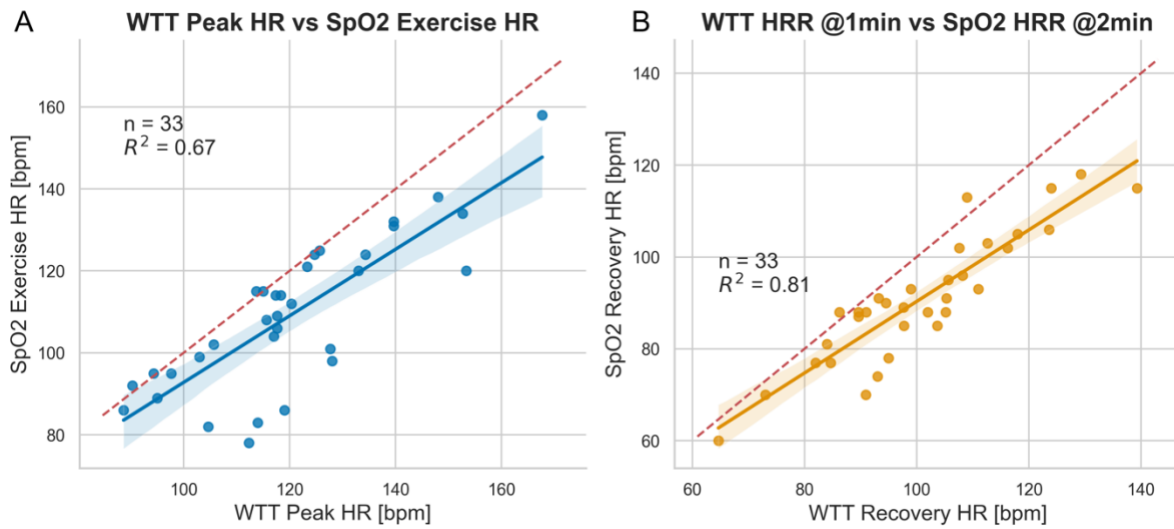 A
WTT Peak HR vs SpO2 Exercise HR
160
140
120
100
80
SpO2 Exercise HR [bpm]
n = 33
R² = 0.67
100 120 140 160
WTT Peak HR [bpm]
B
WTT HRR @1min vs SpO2 HRR @2min
140
120
100
80
60
SpO2 Recovery HR [bpm]
n = 33
R² = 0.81
60 80 100 120 140
WTT Recovery HR [bpm]